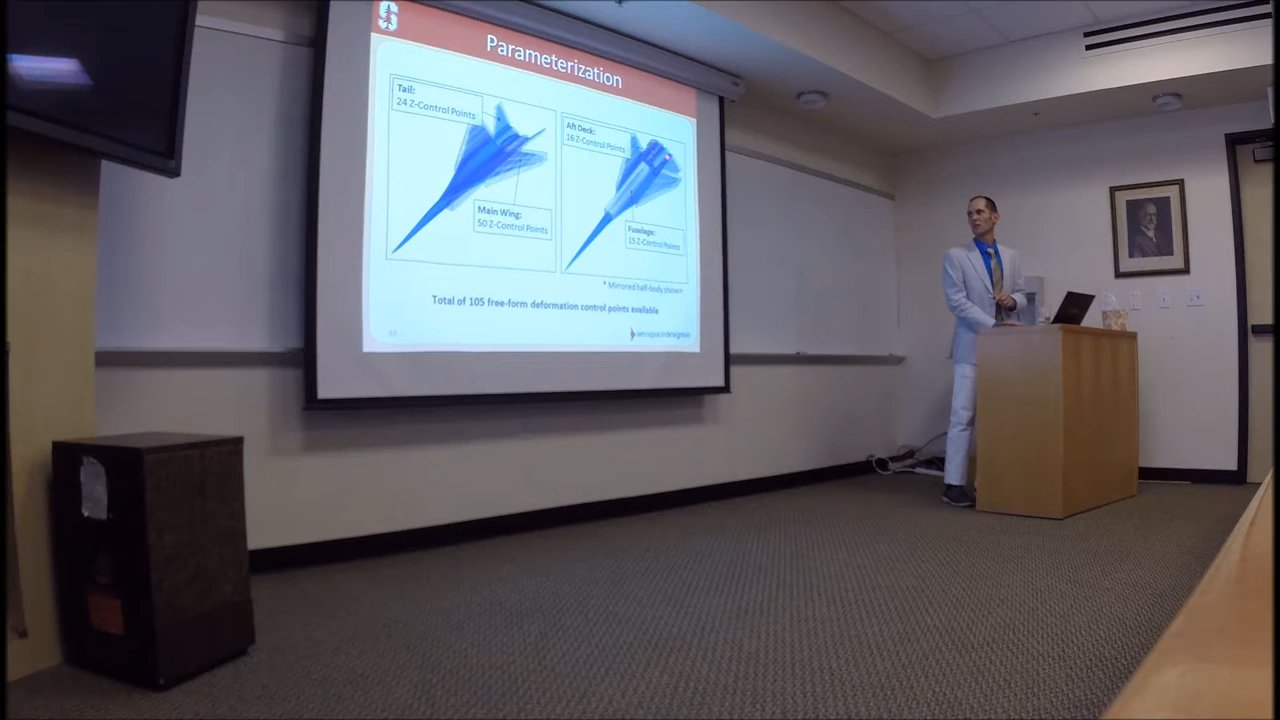 Parameterization
Tail:
24 Z-Control Points
Main Wing:
50 Z-Control Points
Aft Deck:
16 Z-Control Points
Fuselage:
15 Z-Control Points
* Mirrored half-body shown
Total of 105 free-form deformation control points available
aerospacedesignlab